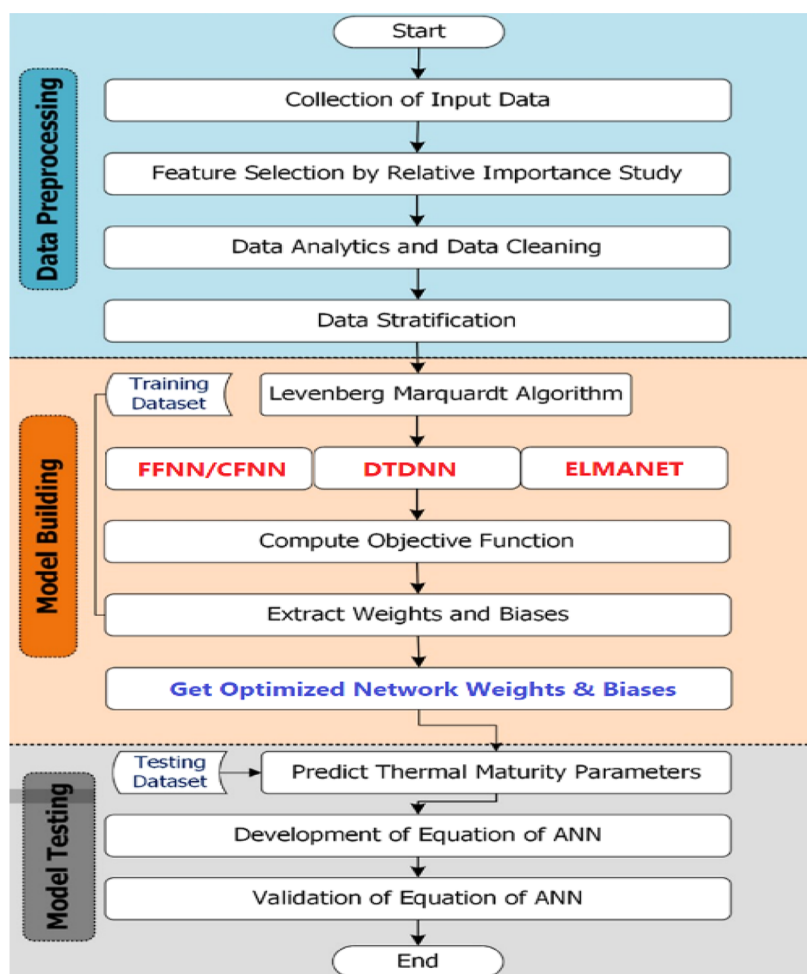 Start
Data Preprocessing
Collection of Input Data
Feature Selection by Relative Importance Study
Data Analytics and Data Cleaning
Data Stratification
Model Building
Training
Dataset
Levenberg Marquardt Algorithm
FFNN/CFNN
DTDNN
ELMANET
Compute Objective Function
Extract Weights and Biases
Get Optimized Network Weights & Biases
Model Testing
Testing
Dataset
Predict Thermal Maturity Parameters
Development of Equation of ANN
Validation of Equation of ANN
End